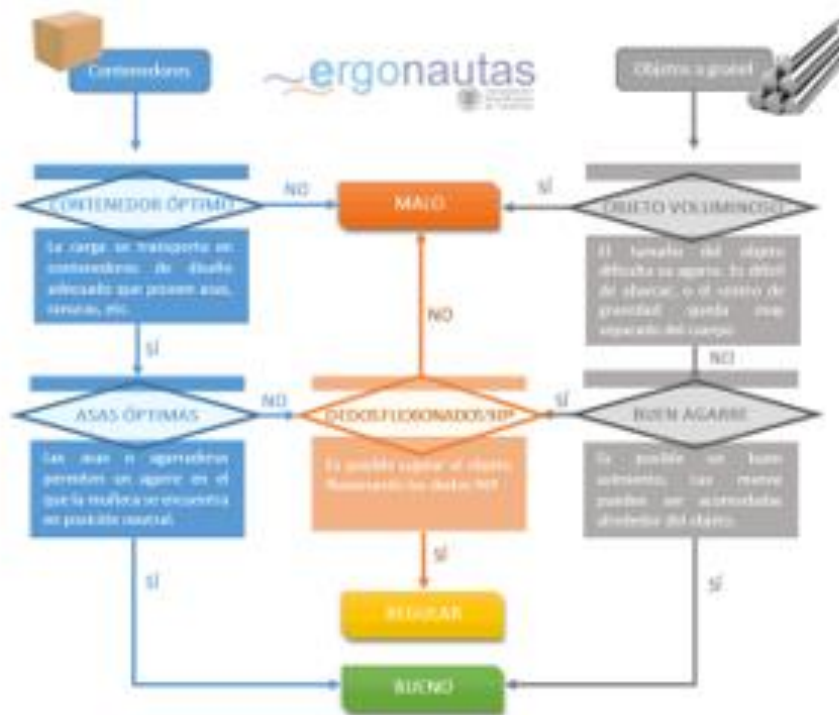 Contenedores
ergonautas
Objetos a granel
CONTENEDOR ÓPTIMO
NO
MALO
SÍ
OBJETO VOLUMINOSO
La carga se transporta en
contenedores de diseño
adecuado que poseen asas,
ranuras, etc.
El tamaño del objeto
dificulta su agarre. Es difícil
de abarcar, o el centro de
gravedad queda muy
separado del cuerpo.
SÍ
NO
NO
ASAS ÓPTIMAS
NO
DEDOS FLEXIONADOS 90º
SÍ
BUEN AGARRE
Las asas o agarraderas
permiten un agarre en el
que la muñeca se encuentra
en posición neutral.
Es posible sujetar el objeto
flexionando los dedos 90º
Es posible un buen
Las manos
pueden ser acomodadas
alrededor del objeto.
SÍ
SÍ
SÍ
REGULAR
BUENO